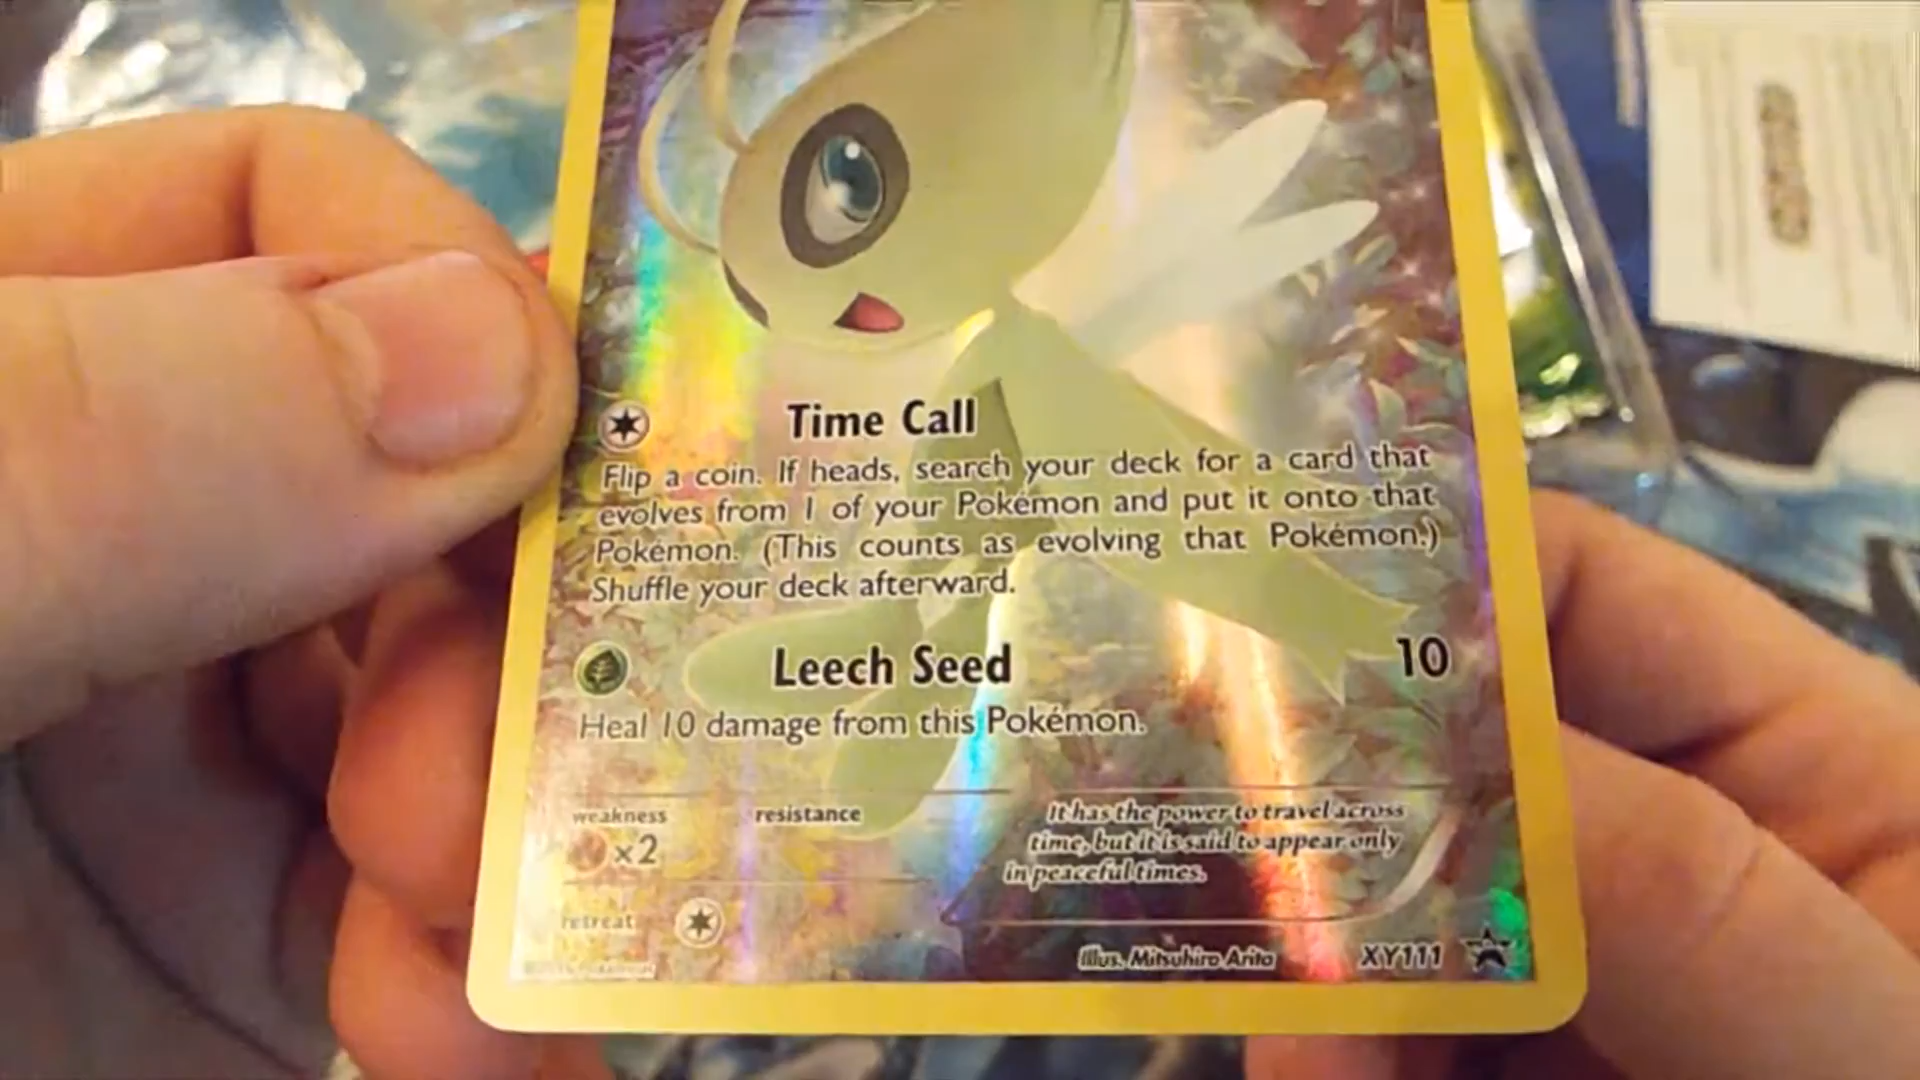 Time Call
Flip a coin. If heads, search your deck for a card that
evolves from 1 of your Pokémon and put it onto that
Pokémon. (This counts as evolving that Pokémon.)
Shuffle your deck afterward.
Leech Seed 10
Heal 10 damage from this Pokémon.
weakness resistance
x2
It has the power to travel across
time, but it is said to appear only
in peaceful times.
retreat
Illus. Mitsuhiro Arita XY111